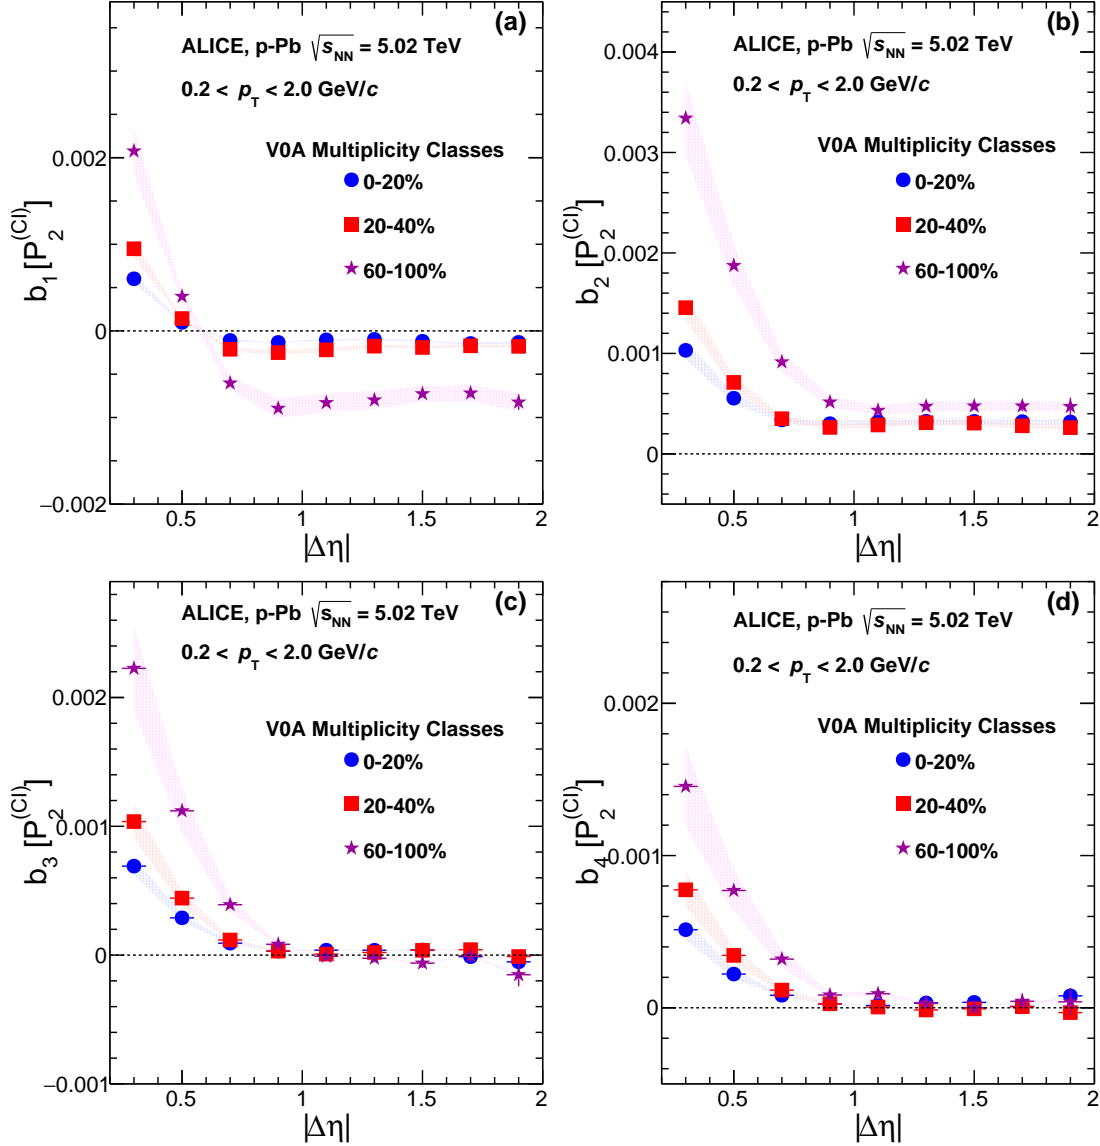 (a)
ALICE, p-Pb √s_NN = 5.02 TeV
0.2 < p_T < 2.0 GeV/c
V0A Multiplicity Classes
0-20%
20-40%
60-100%
b_1 [P_2^(CI)]
0.002
0
−0.002
0.5 1 1.5 2
|Δη|
(b)
ALICE, p-Pb √s_NN = 5.02 TeV
0.2 < p_T < 2.0 GeV/c
V0A Multiplicity Classes
0-20%
20-40%
60-100%
b_2 [P_2^(CI)]
0.004
0.003
0.002
0.001
0
0.5 1 1.5 2
|Δη|
(c)
ALICE, p-Pb √s_NN = 5.02 TeV
0.2 < p_T < 2.0 GeV/c
V0A Multiplicity Classes
0-20%
20-40%
60-100%
b_3 [P_2^(CI)]
0.002
0.001
0
−0.001
0.5 1 1.5 2
|Δη|
(d)
ALICE, p-Pb √s_NN = 5.02 TeV
0.2 < p_T < 2.0 GeV/c
V0A Multiplicity Classes
0-20%
20-40%
60-100%
b_4 [P_2^(CI)]
0.002
0.001
0
0.5 1 1.5 2
|Δη|